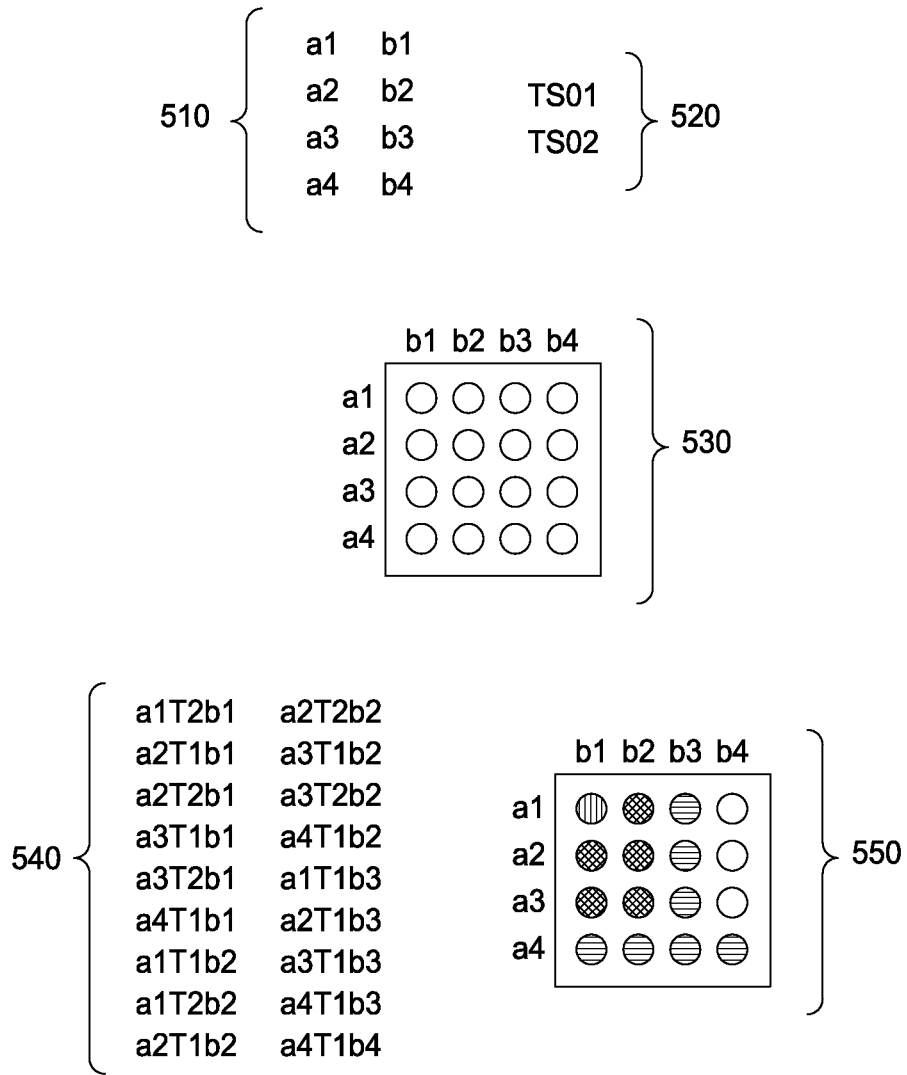 a1 b1
a2 b2
a3 b3
a4 b4
510
TS01
TS02
520
b1 b2 b3 b4
a1
a2
a3
a4
530
540
a1T2b1 a2T2b2
a2T1b1 a3T1b2
a2T2b1 a3T2b2
a3T1b1 a4T1b2
a3T2b1 a1T1b3
a4T1b1 a2T1b3
a1T1b2 a3T1b3
a1T2b2 a4T1b3
a2T1b2 a4T1b4
b1 b2 b3 b4
a1
a2
a3
a4
550